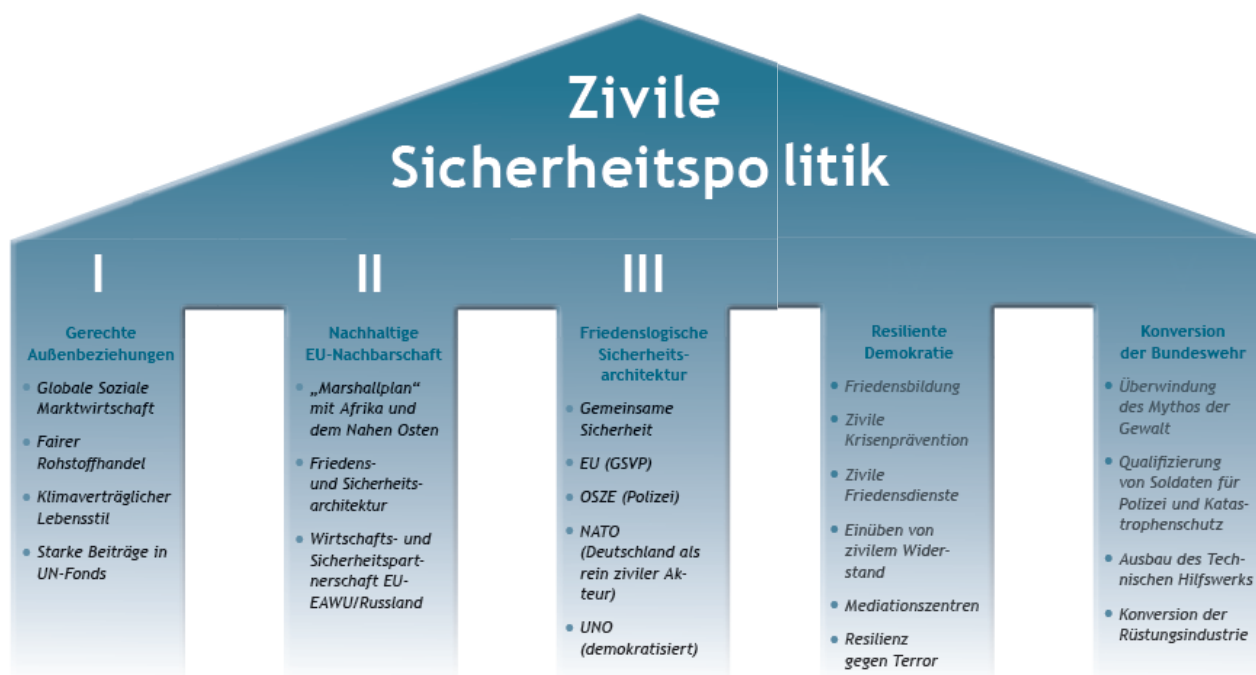 Zivile
Sicherheitspolitik
I
Gerechte
Außenbeziehungen
• Globale Soziale
Marktwirtschaft
• Fairer
Rohstoffhandel
• Klimaverträglicher
Lebensstil
• Starke Beiträge in
UN-Fonds
II
Nachhaltige
EU-Nachbarschaft
• „Marshallplan“
mit Afrika und
dem Nahen Osten
• Friedens-
und Sicherheits-
architektur
• Wirtschafts- und
Sicherheitspart-
nerschaft EU-
EAWU/Russland
III
Friedenslogische
Sicherheits-
architektur
• Gemeinsame
Sicherheit
• EU (GSVP)
• OSZE (Polizei)
• NATO
(Deutschland als
rein ziviler Ak-
teur)
• UNO
(demokratisiert)
Resiliente
Demokratie
• Friedensbildung
• Zivile
Krisenprävention
• Zivile
Friedensdienste
• Einüben von
zivilem Wider-
stand
• Mediationszentren
• Resilienz
gegen Terror
Konversion
der Bundeswehr
• Überwindung
des Mythos der
Gewalt
• Qualifizierung
von Soldaten für
Polizei und Katas-
trophenschutz
• Ausbau des Tech-
nischen Hilfswerks
• Konversion der
Rüstungsindustrie